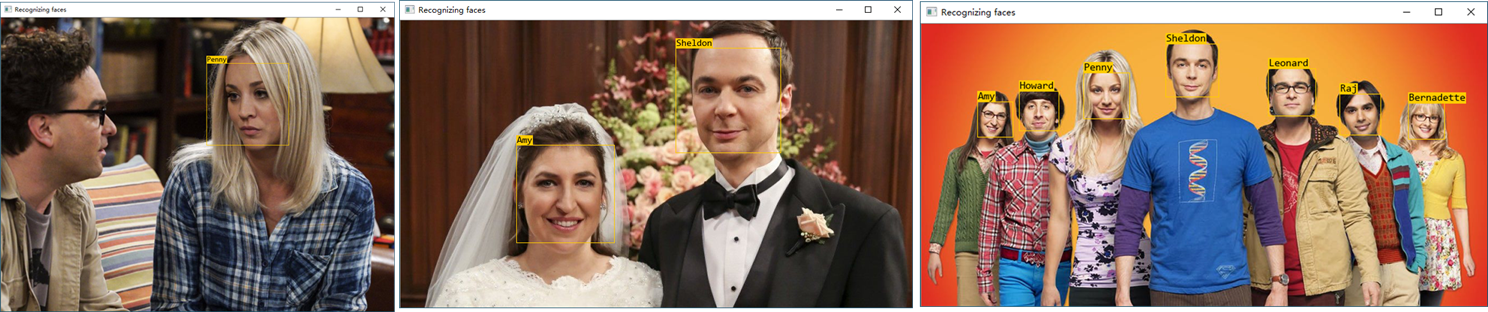 Recognizing faces
Penny
Recognizing faces
Sheldon
Amy
Recognizing faces
Sheldon
Leonard
Penny
Howard
Raj
Amy
Bernadette